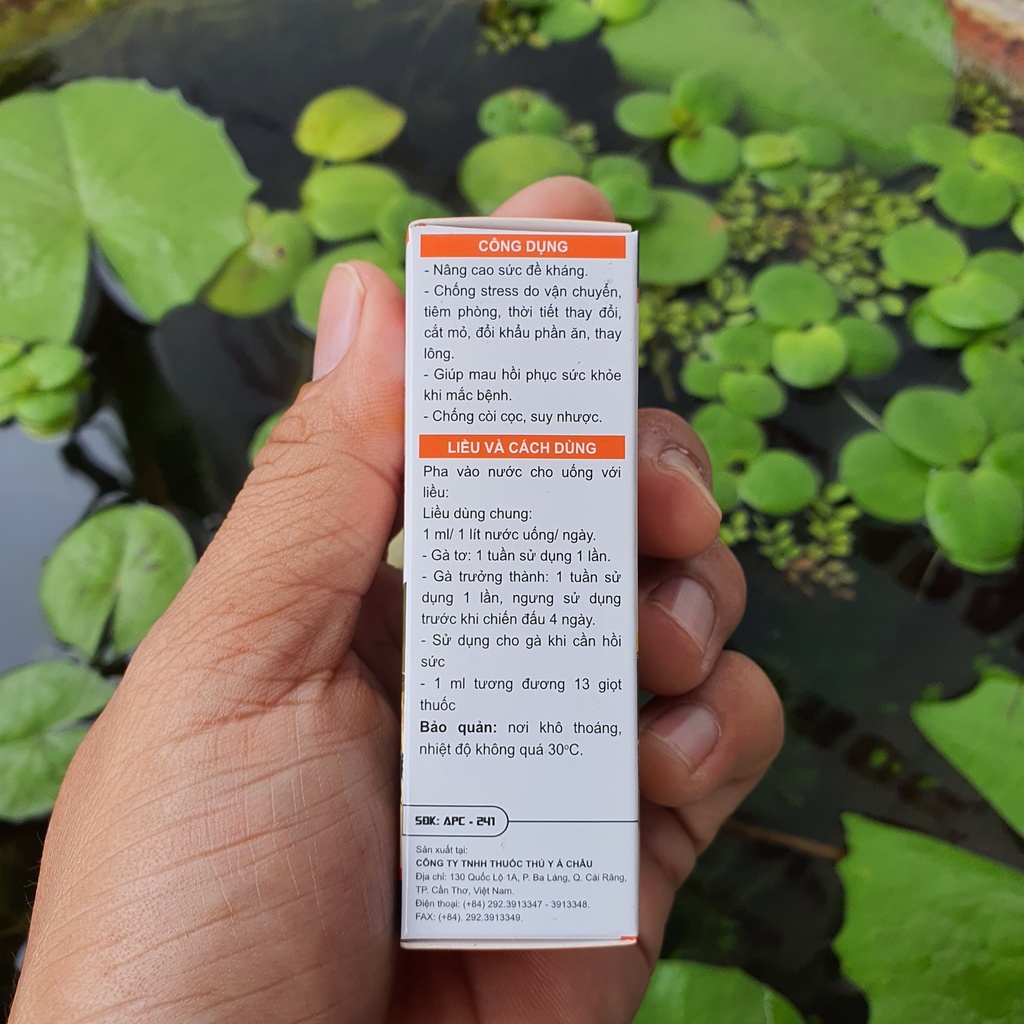 CÔNG DỤNG
- Nâng cao sức đề kháng.
- Chống stress do vận chuyển,
tiêm phòng, thời tiết thay đổi,
cắt mỏ, đổi khẩu phần ăn, thay
lông.
- Giúp mau hồi phục sức khỏe
khi mắc bệnh.
- Chống còi cọc, suy nhược.
LIỀU VÀ CÁCH DÙNG
Pha vào nước cho uống với
liều:
Liều dùng chung:
1 ml/ 1 lít nước uống/ ngày.
- Gà tơ: 1 tuần sử dụng 1 lần.
- Gà trưởng thành: 1 tuần sử
dụng 1 lần, ngưng sử dụng
trước khi chiến đấu 4 ngày.
- Sử dụng cho gà khi cần hồi
sức
- 1 ml tương đương 13 giọt
thuốc
Bảo quản: nơi khô thoáng,
nhiệt độ không quá 30ºC.
SĐK: APC - 241
Sản xuất tại:
CÔNG TY TNHH THUỐC THÚ Y Á CHÂU
Địa chỉ: 130 Quốc Lộ 1A, P. Ba Láng, Q. Cái Răng,
TP. Cần Thơ, Việt Nam.
Điện thoại: (+84) 292.3913347 - 3913348.
FAX: (+84). 292.3913349.